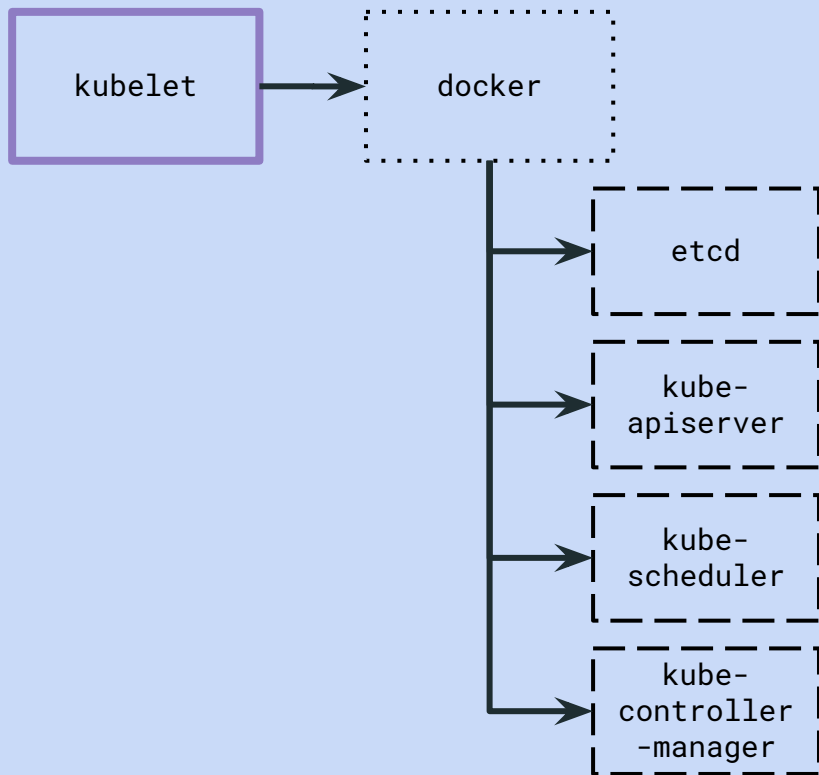 kubelet
docker
etcd
kube-
apiserver
kube-
scheduler
kube-
controller
-manager